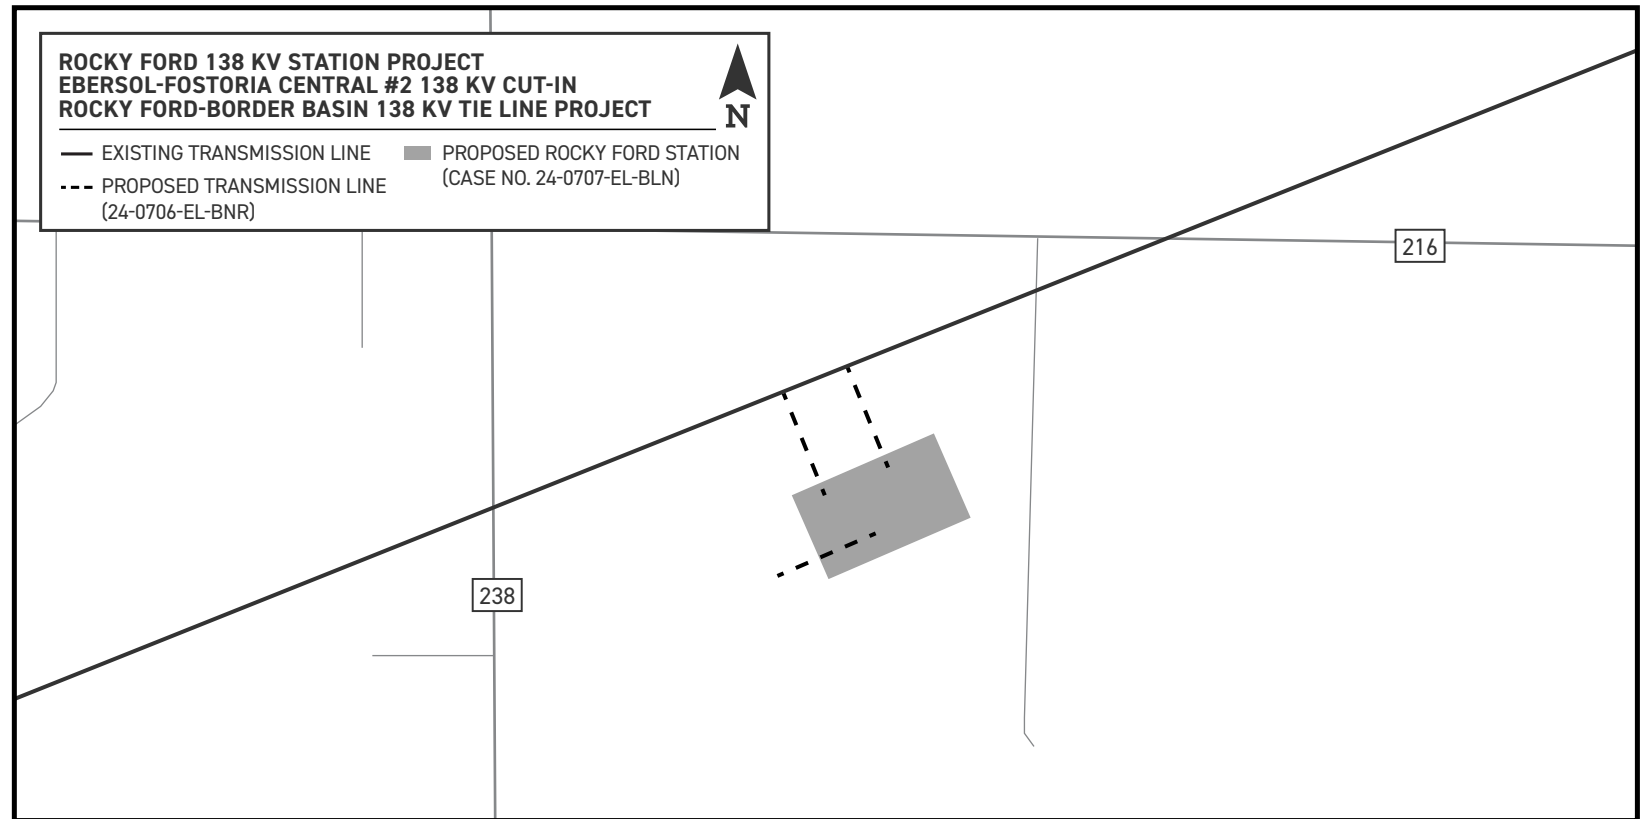 ROCKY FORD 138 KV STATION PROJECT
EBERSOL-FOSTORIA CENTRAL #2 138 KV CUT-IN
ROCKY FORD-BORDER BASIN 138 KV TIE LINE PROJECT
N
EXISTING TRANSMISSION LINE
PROPOSED TRANSMISSION LINE
(24-0706-EL-BNR)
PROPOSED ROCKY FORD STATION
(CASE NO. 24-0707-EL-BLN)
216
238